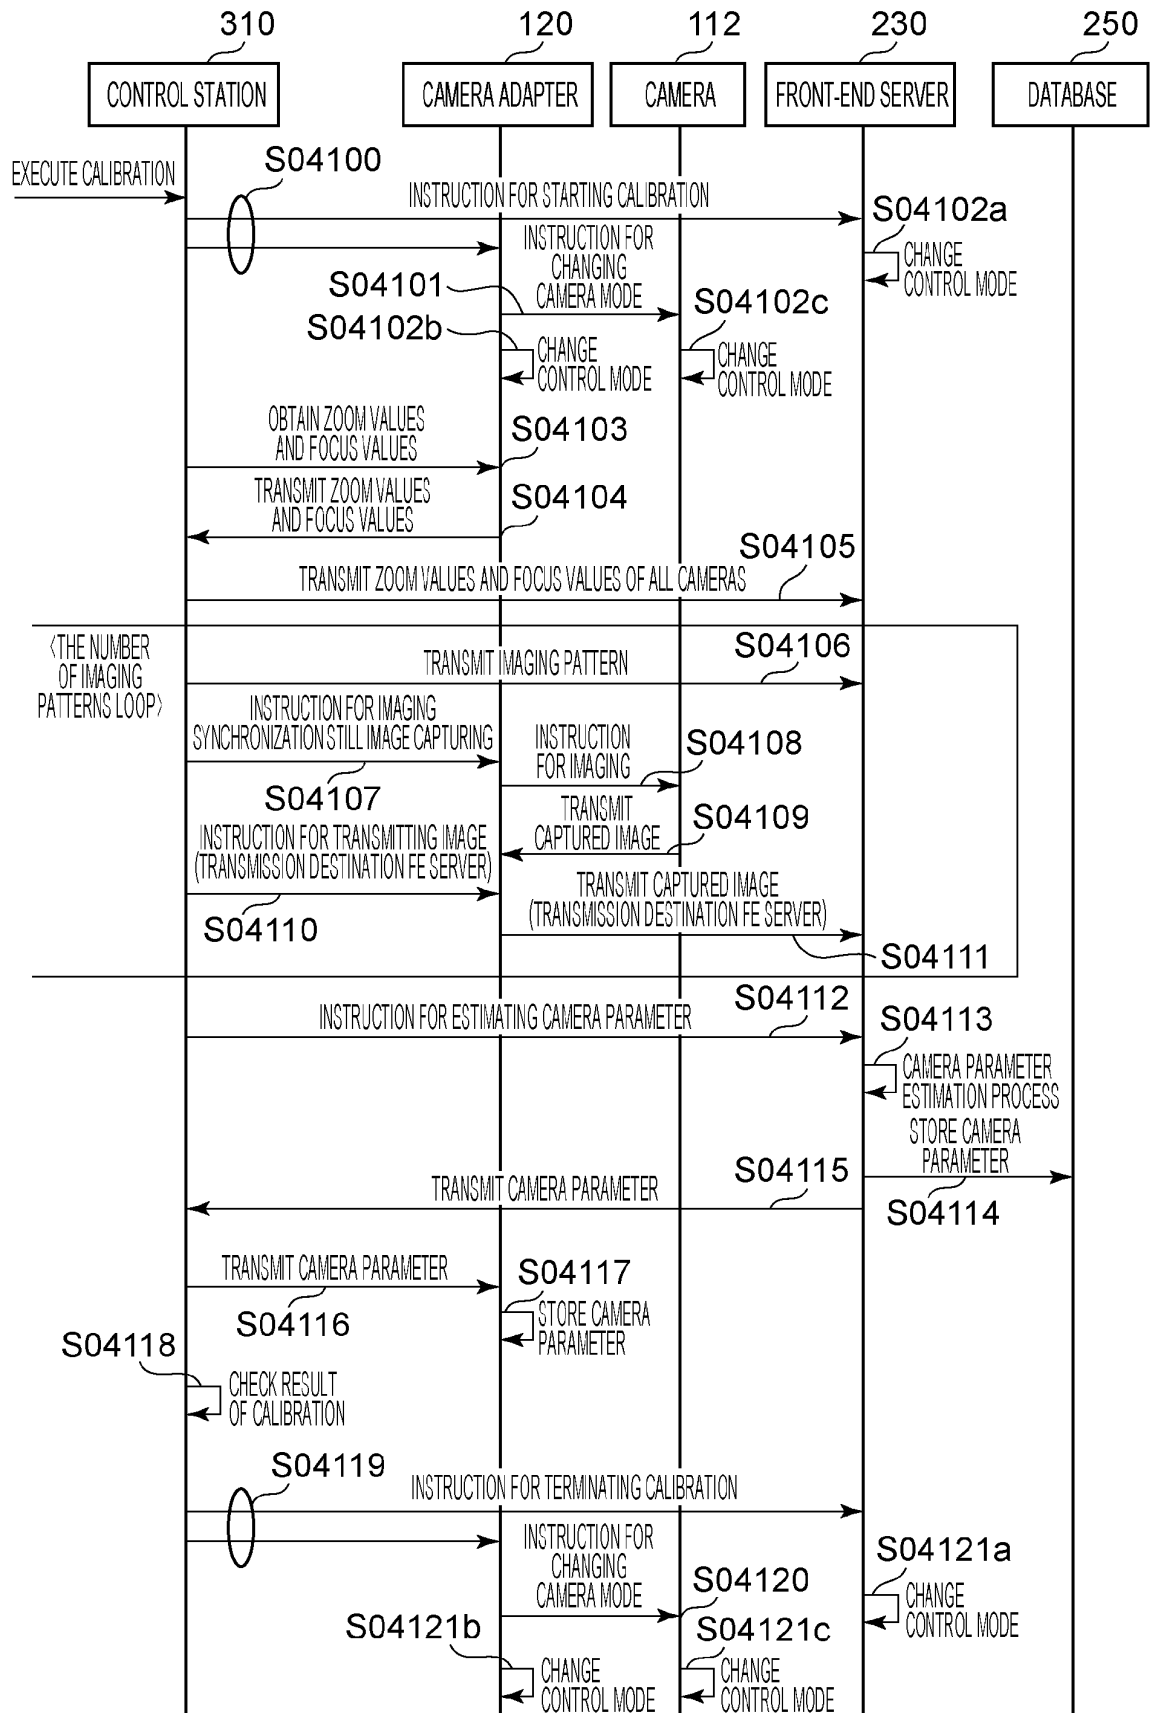 310
120
112
230
250
CONTROL STATION
CAMERA ADAPTER
CAMERA
FRONT-END SERVER
DATABASE
EXECUTE CALIBRATION
S04100
INSTRUCTION FOR STARTING CALIBRATION
S04102a
CHANGE
CONTROL MODE
INSTRUCTION FOR
CHANGING
CAMERA MODE
S04101
S04102b
CHANGE
CONTROL MODE
S04102c
CHANGE
CONTROL MODE
OBTAIN ZOOM VALUES
AND FOCUS VALUES
S04103
TRANSMIT ZOOM VALUES
AND FOCUS VALUES
S04104
S04105
TRANSMIT ZOOM VALUES AND FOCUS VALUES OF ALL CAMERAS
<THE NUMBER
OF IMAGING
PATTERNS LOOP>
TRANSMIT IMAGING PATTERN
S04106
INSTRUCTION FOR IMAGING
SYNCHRONIZATION STILL IMAGE CAPTURING
S04107
INSTRUCTION
FOR IMAGING
S04108
TRANSMIT
CAPTURED IMAGE
S04109
INSTRUCTION FOR TRANSMITTING IMAGE
(TRANSMISSION DESTINATION FE SERVER)
S04110
TRANSMIT CAPTURED IMAGE
(TRANSMISSION DESTINATION FE SERVER)
S04111
S04112
INSTRUCTION FOR ESTIMATING CAMERA PARAMETER
S04113
CAMERA PARAMETER
ESTIMATION PROCESS
STORE CAMERA
PARAMETER
S04114
S04115
TRANSMIT CAMERA PARAMETER
TRANSMIT CAMERA PARAMETER
S04116
S04117
STORE CAMERA
PARAMETER
S04118
CHECK RESULT
OF CALIBRATION
S04119
INSTRUCTION FOR TERMINATING CALIBRATION
INSTRUCTION FOR
CHANGING
CAMERA MODE
S04120
S04121a
CHANGE
CONTROL MODE
S04121b
CHANGE
CONTROL MODE
S04121c
CHANGE
CONTROL MODE